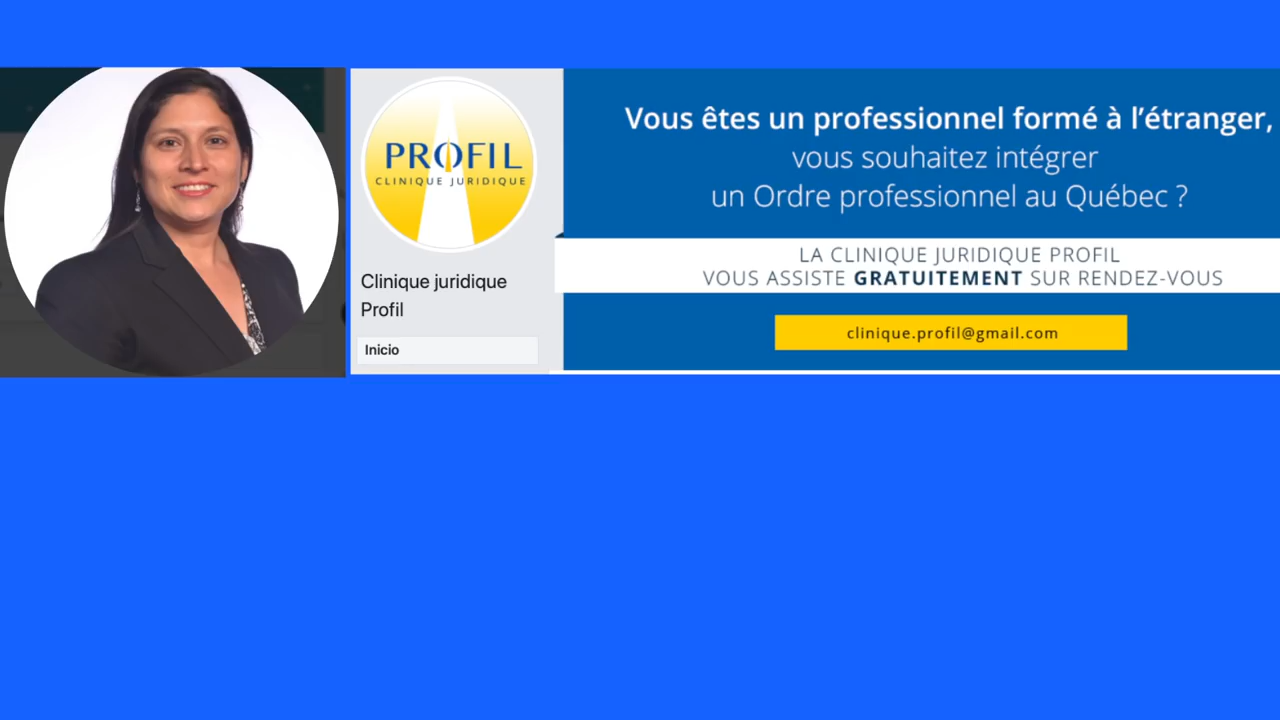 PROFIL
CLINIQUE JURIDIQUE
Clinique juridique
Profil
Inicio
Vous êtes un professionnel formé à l’étranger,
vous souhaitez intégrer
un Ordre professionnel au Québec ?
LA CLINIQUE JURIDIQUE PROFIL
VOUS ASSISTE GRATUITEMENT SUR RENDEZ-VOUS
clinique.profil@gmail.com